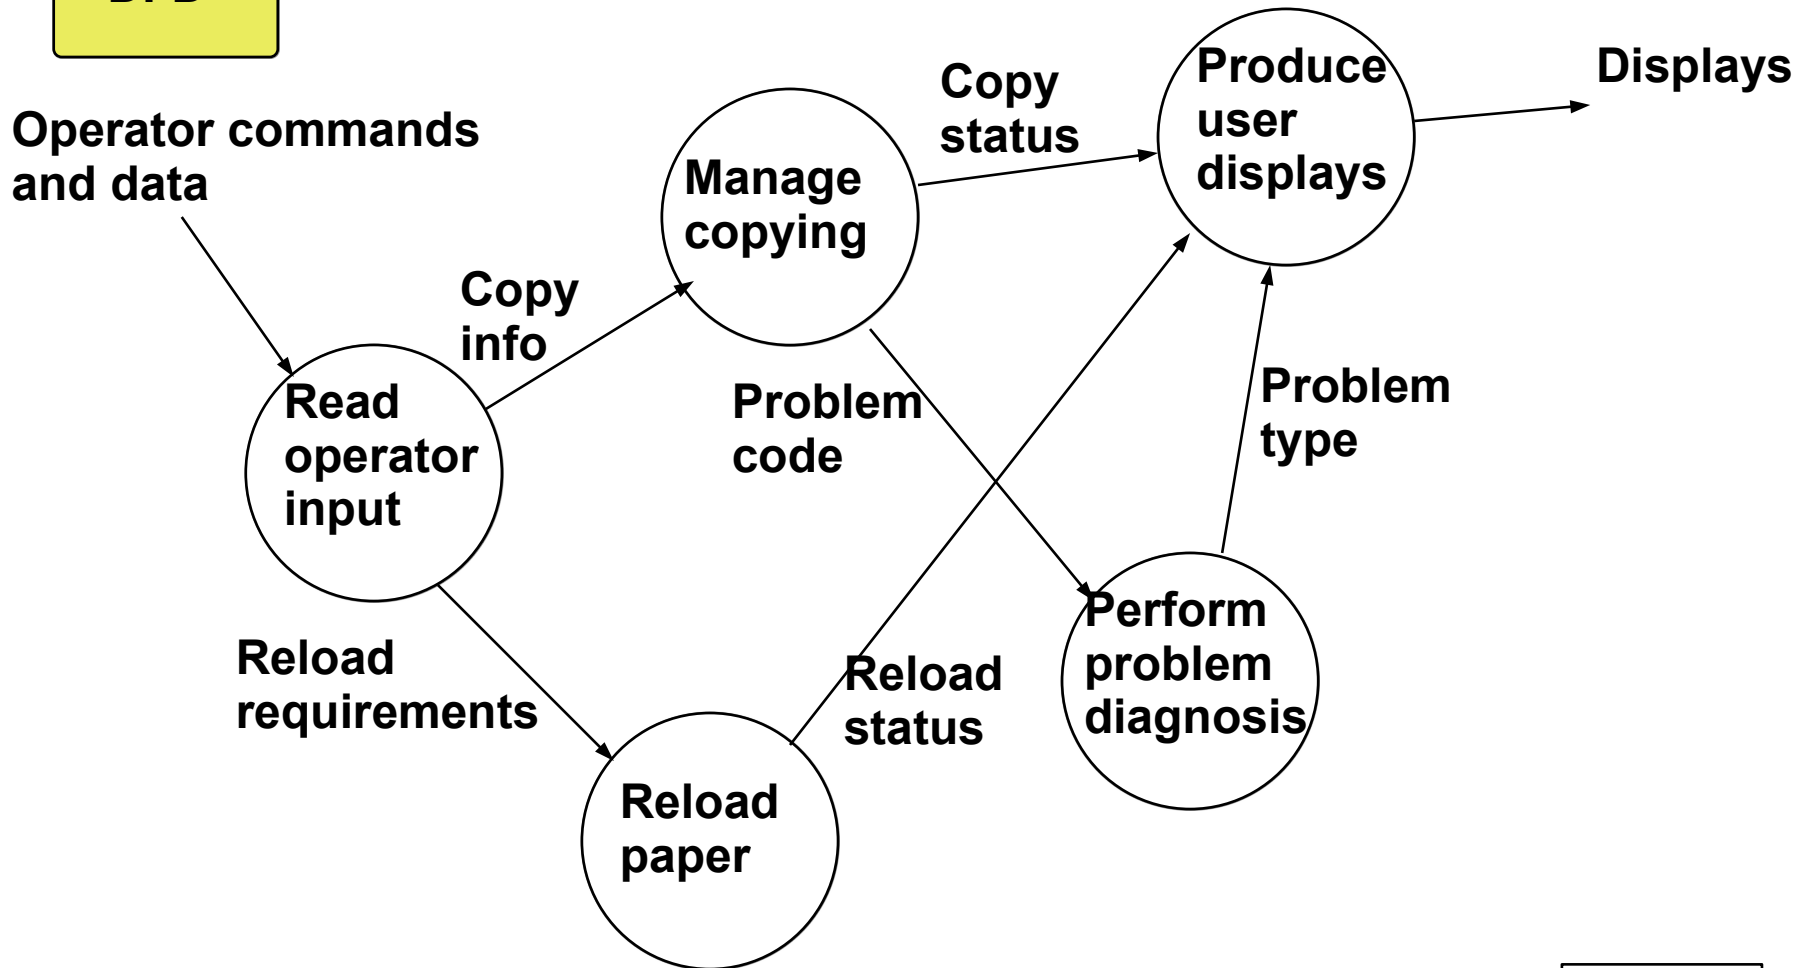 Operator commands
and data
Copy
status
Produce
user
displays
Displays
Manage
copying
Copy
info
Read
operator
input
Problem
code
Problem
type
Reload
requirements
Reload
status
Perform
problem
diagnosis
Reload
paper